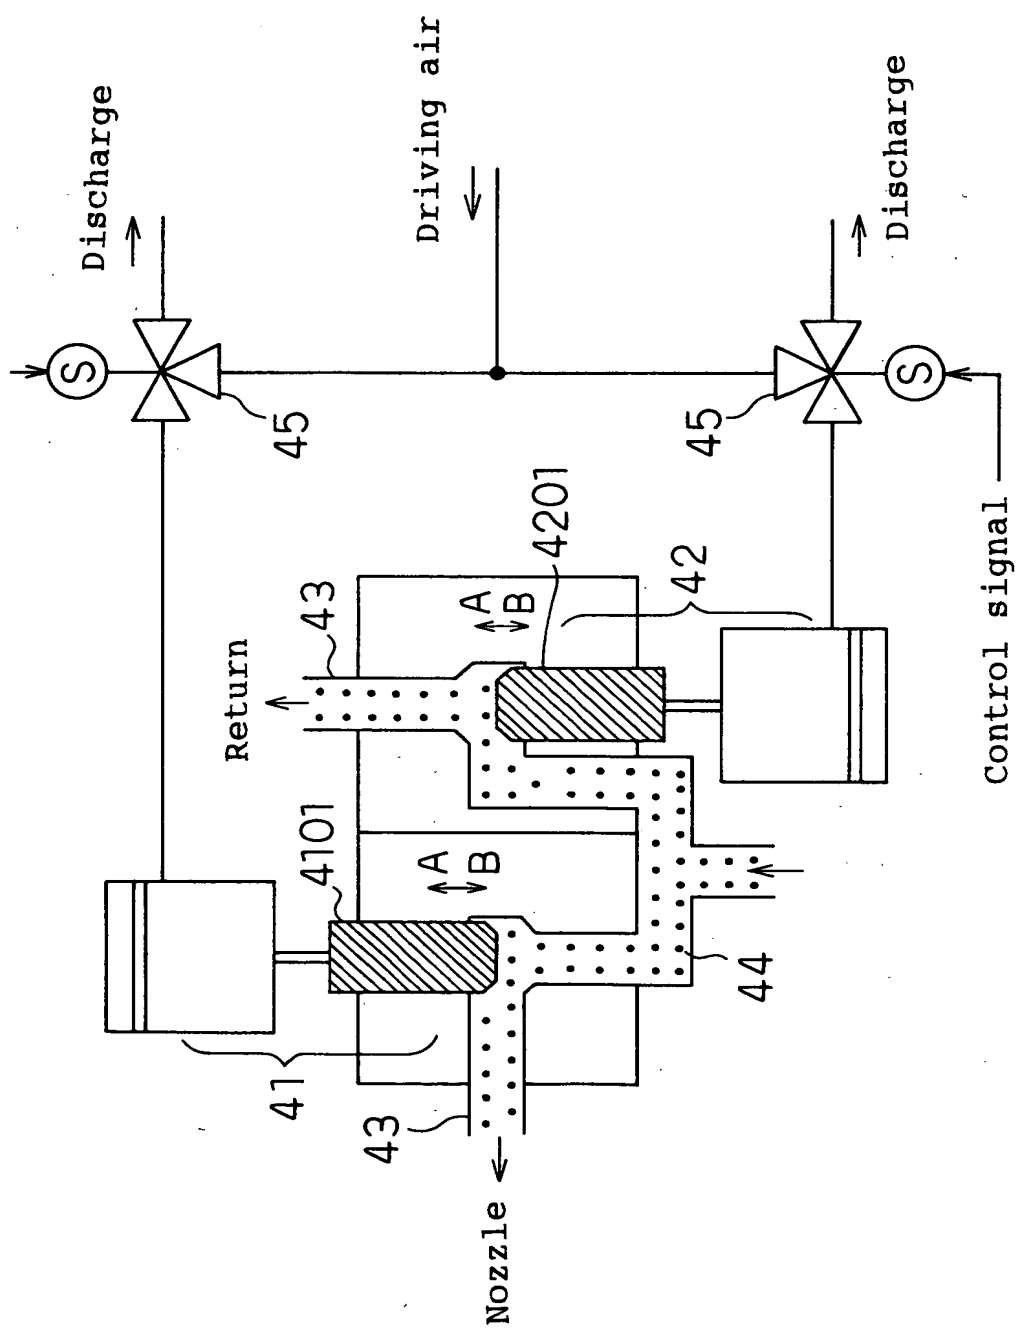 Discharge
Driving air
Discharge
S
S
45
45
43
Return
A
B
4201
42
4101
A
B
41
43
44
Nozzle
Control signal